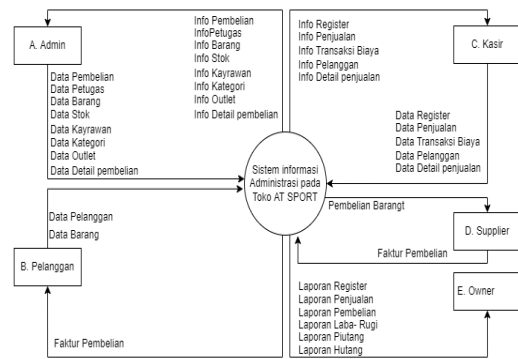 A. Admin
Info Pembelian
InfoPetugas
Info Barang
Info Stok
Info Kayrawan
Info Kategori
Info Outlet
Info Detail pembelian
Info Register
Info Penjualan
Info Transaksi Biaya
Info Pelanggan
Info Detail penjualan
C. Kasir
Data Pembelian
Data Petugas
Data Barang
Data Stok
Data Kayrawan
Data Kategori
Data Outlet
Data Detail pembelian
Data Register
Data Penjualan
Data Transaksi Biaya
Data Pelanggan
Data Detail penjualan
Sistem informasi
Administrasi pada
Toko AT SPORT
Pembelian Barangt
Data Pelanggan
Data Barang
D. Supplier
Faktur Pembelian
B. Pelanggan
E. Owner
Laporan Register
Laporan Penjualan
Laporan Pembelian
Laporan Laba- Rugi
Laporan Piutang
Laporan Hutang
Faktur Pembelian